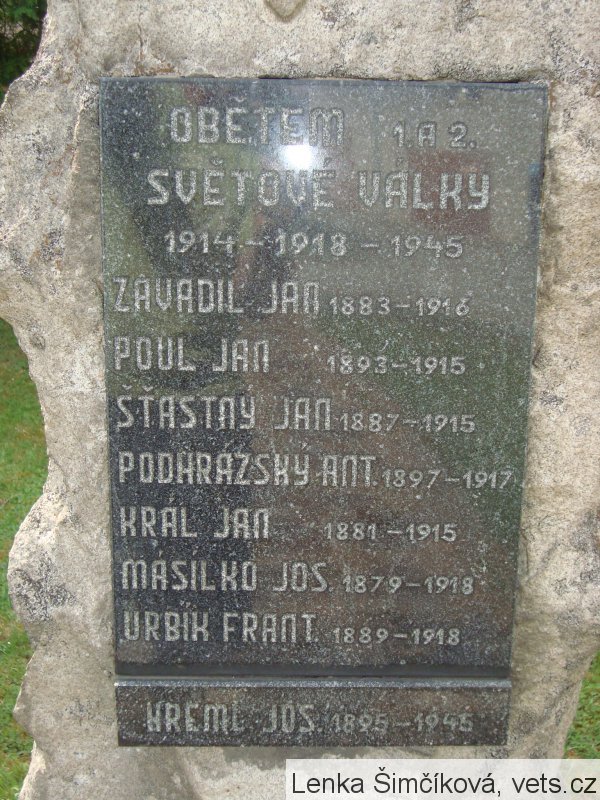 OBĚTEM 1. A 2.
SVĚTOVÉ VÁLKY
1914 - 1918 - 1945
ZAVADIL JAN 1883-1916
POUL JAN 1893-1915
ŠŤASTNÝ JAN 1887-1915
PODHRÁZSKÝ ANT. 1897-1917
KRÁL JAN 1881-1915
MÁSILKO JOS. 1879-1918
URBÍK FRANT. 1889-1918
KREML JOS. 1895-1945
Lenka Šimčíková, vets.cz